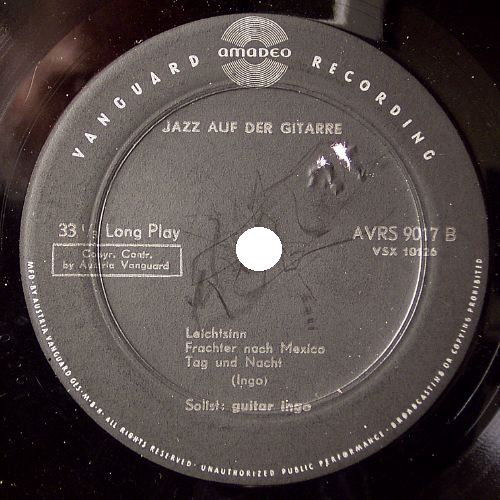 amadeo
VANGUARD RECORDING
JAZZ AUF DER GITARRE
33 1/3 Long Play
AVRS 9017 B
Copyr. Contr.
by Austria Vanguard
VSX 10126
Leichtsinn
Frachter nach Mexico
Tag und Nacht
(Ingo)
Solist: guitar Ingo
MFD·BY AUSTRIA VANGUARD GES·M·B·H · ALL RIGHTS RESERVED · UNAUTHORIZED PUBLIC PERFORMANCE · BROADCASTING OR COPYING PROHIBITED